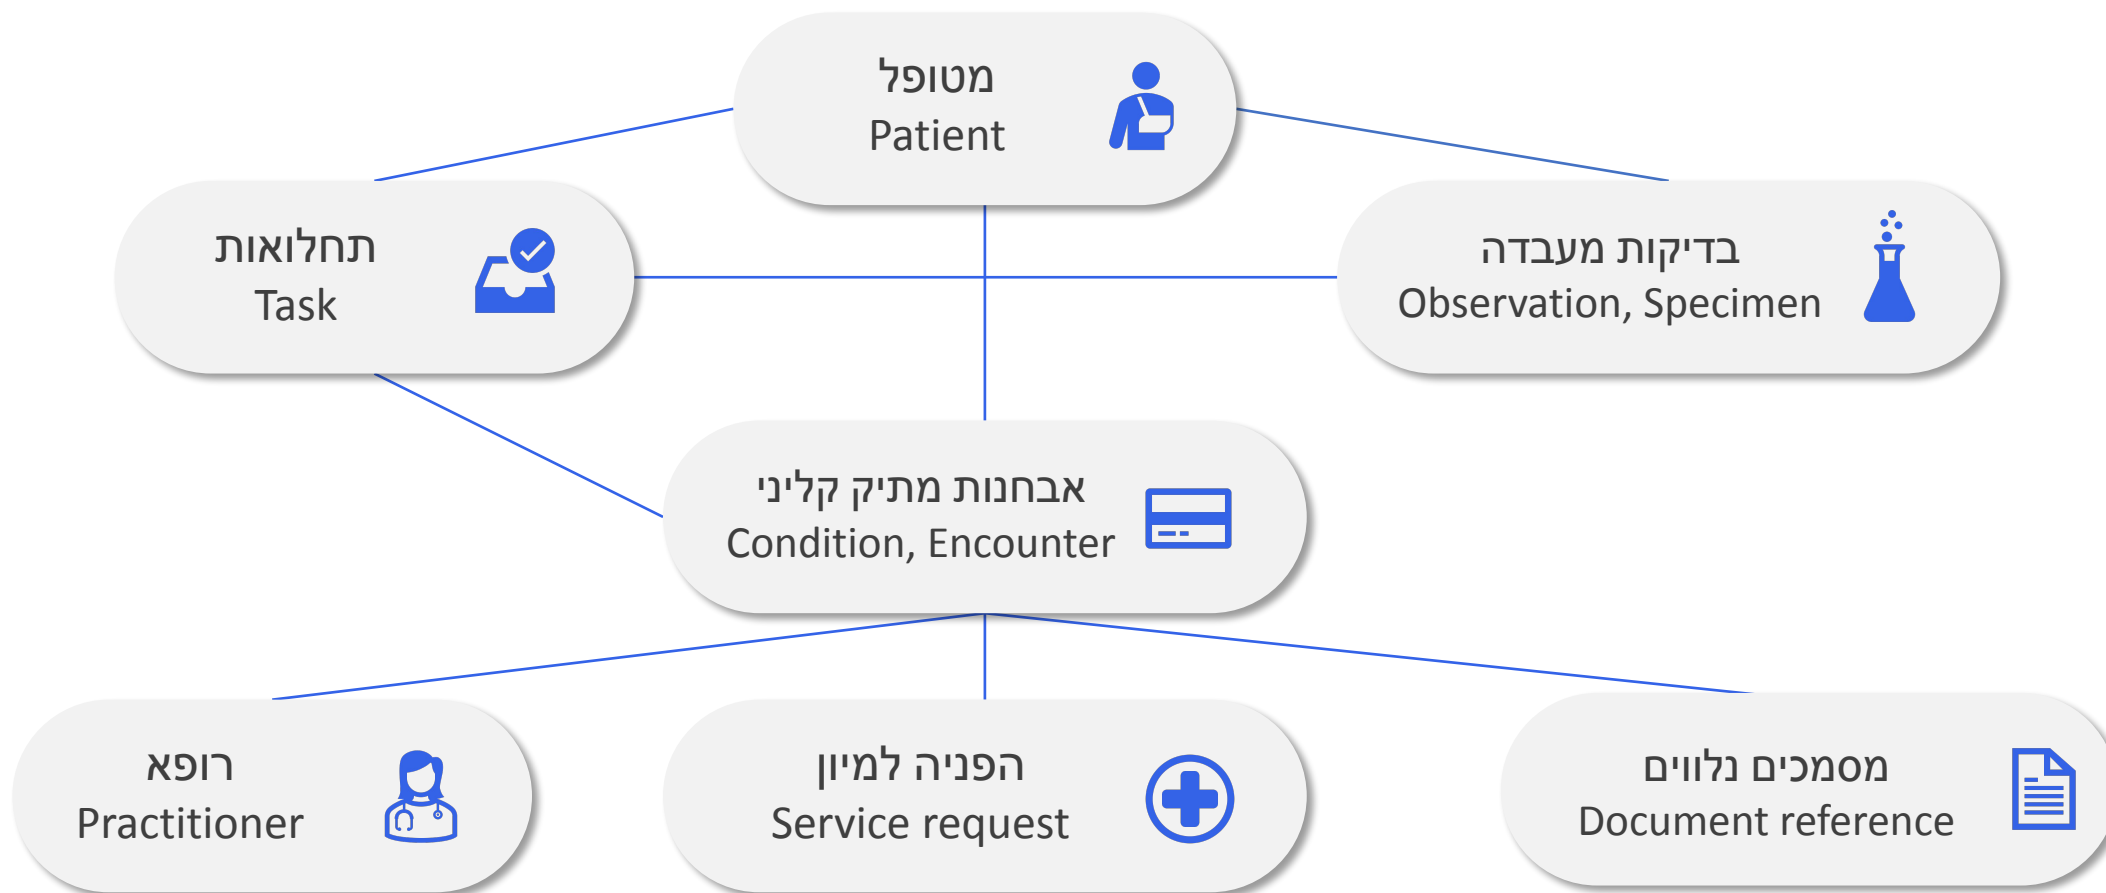 מטופל
Patient
תחלואות
Task
בדיקות מעבדה
Observation, Specimen
אבחנות מתיק קליני
Condition, Encounter
רופא
Practitioner
הפניה למיון
Service request
מסמכים נלווים
Document reference